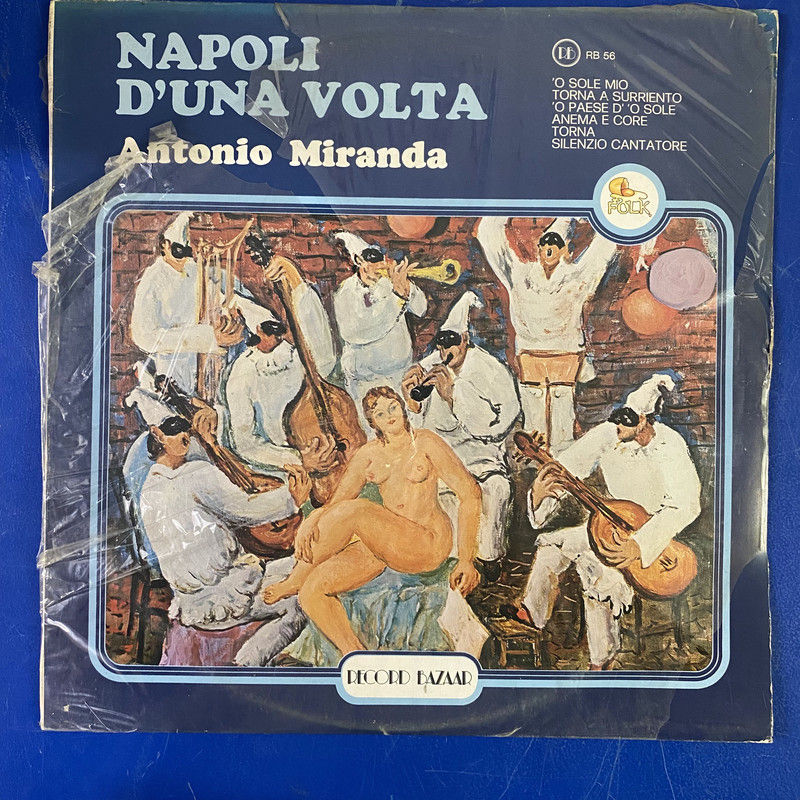 NAPOLI
D'UNA VOLTA
Antonio Miranda
RB RB 56
'O SOLE MIO
TORNA A SURRIENTO
'O PAESE D' 'O SOLE
ANEMA E CORE
TORNA
SILENZIO CANTATORE
FOLK
RECORD BAZAAR